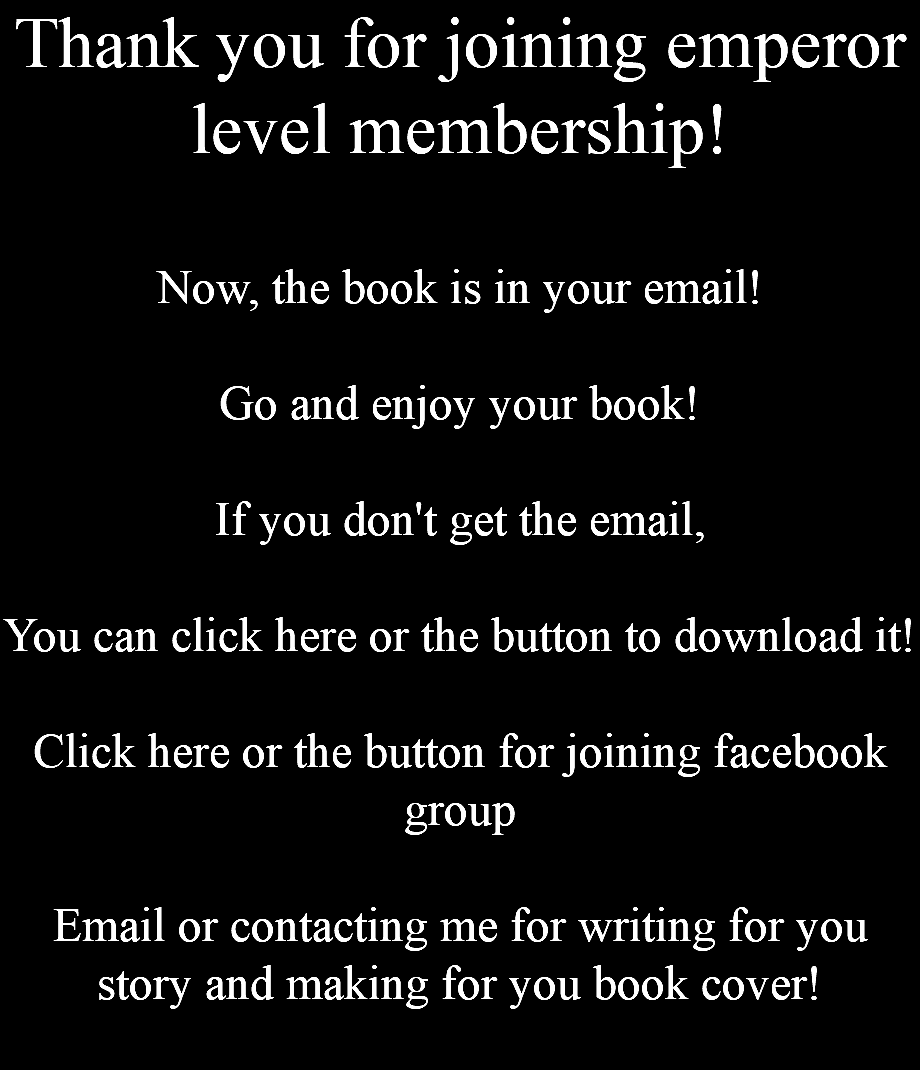 Thank you for joining emperor
level membership!
Now, the book is in your email!
Go and enjoy your book!
If you don't get the email,
You can click here or the button to download it!
Click here or the button for joining facebook
group
Email or contacting me for writing for you
story and making for you book cover!